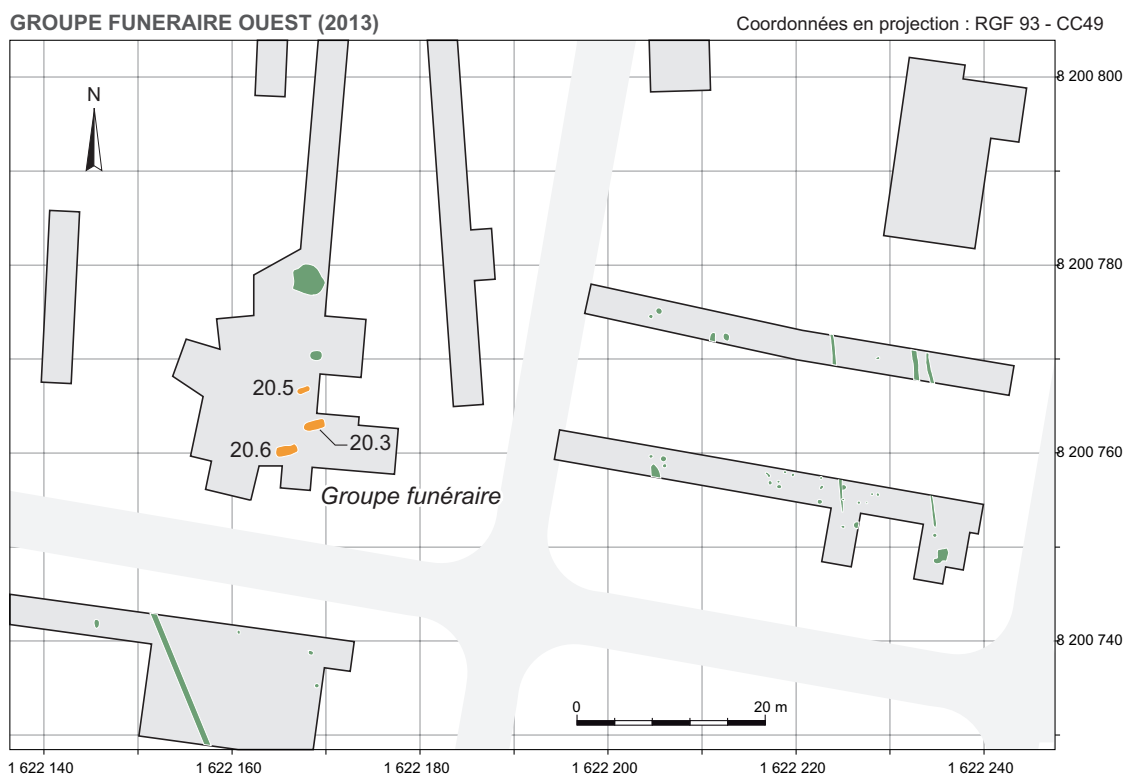 GROUPE FUNERAIRE OUEST (2013)
Coordonnées en projection : RGF 93 - CC49
N
8 200 800
8 200 780
20.5
20.3
20.6
8 200 760
Groupe funéraire
8 200 740
0 20 m
1 622 140 1 622 160 1 622 180 1 622 200 1 622 220 1 622 240